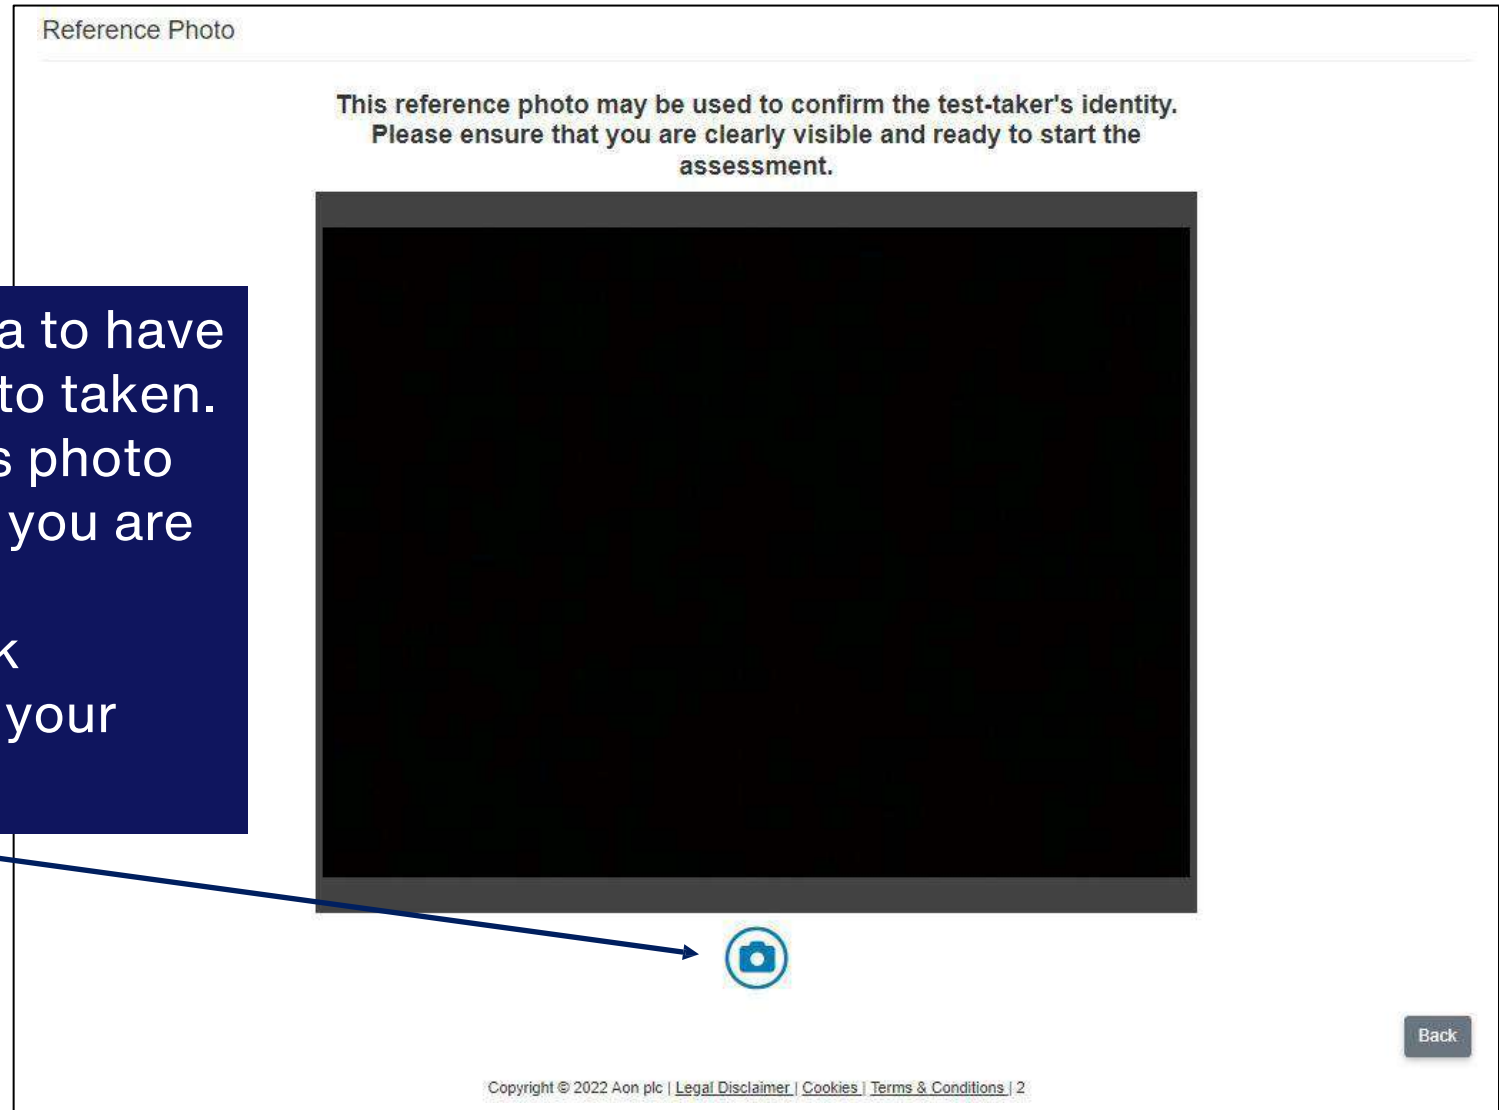 Reference Photo
This reference photo may be used to confirm the test-taker's identity.
Please ensure that you are clearly visible and ready to start the
assessment.
a to have
to taken.
s photo
you are
k
your
Back
Copyright © 2022 Aon plc | Legal Disclaimer | Cookies | Terms & Conditions | 2